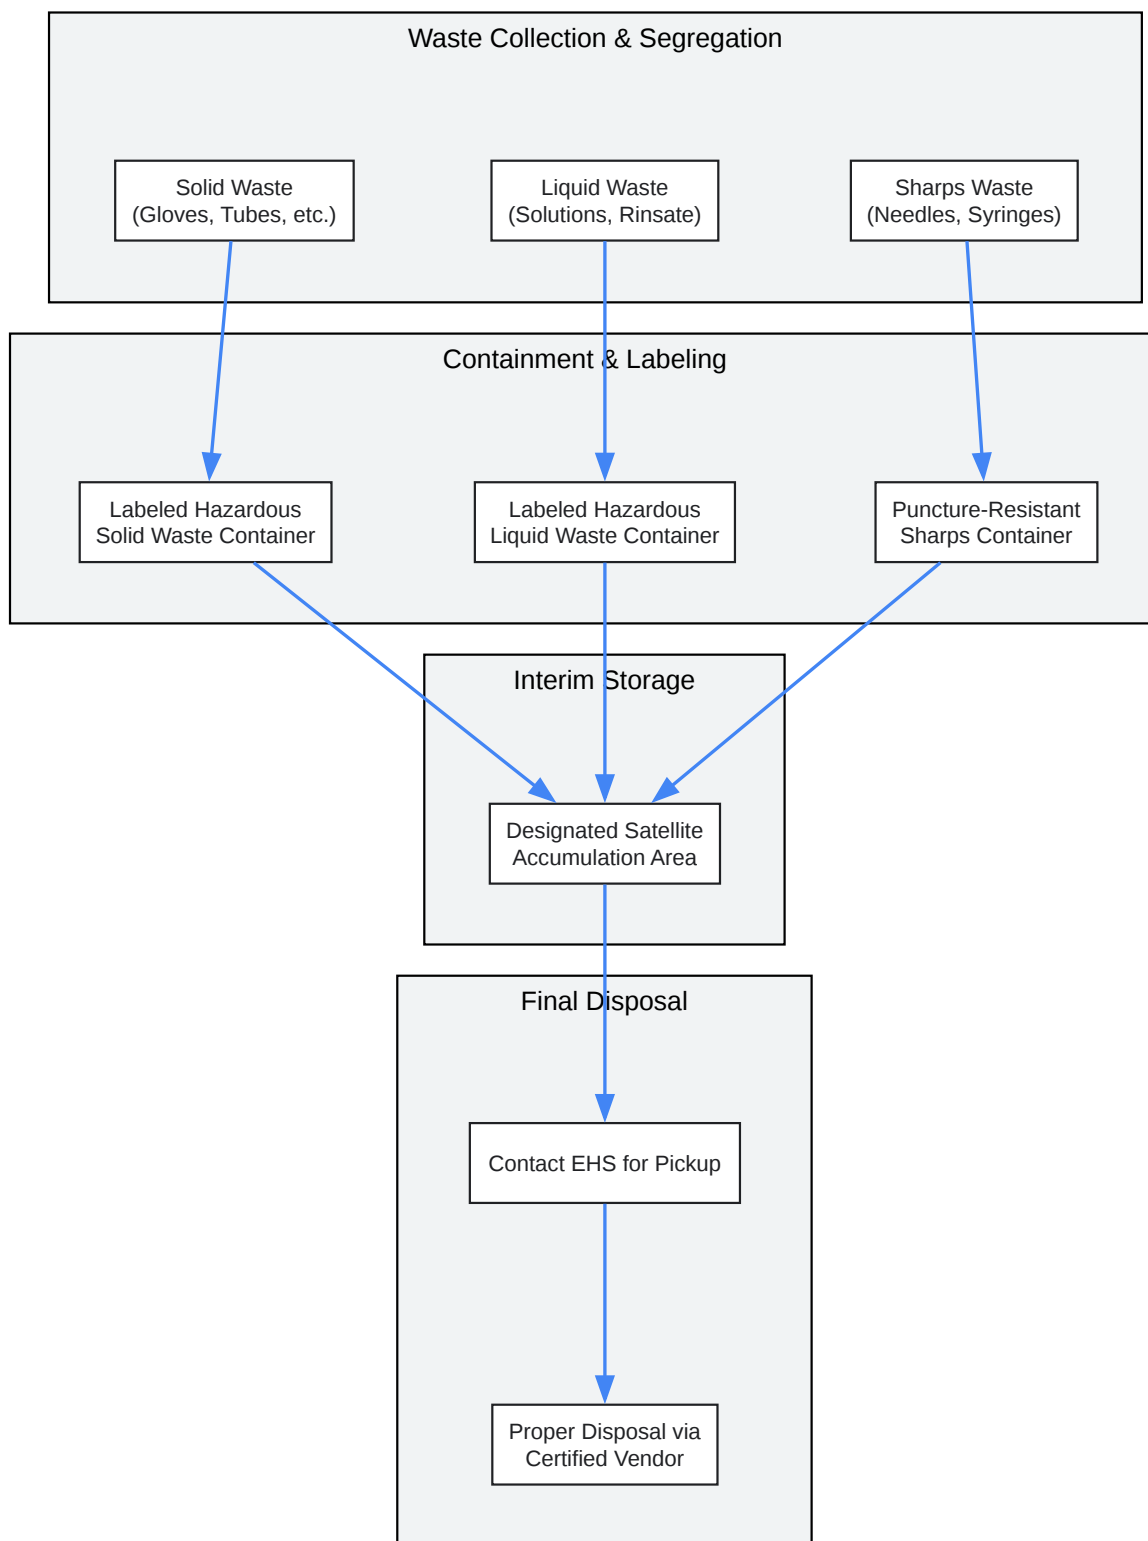 Waste Collection & Segregation
Solid Waste
(Gloves, Tubes, etc.)
Liquid Waste
(Solutions, Rinsate)
Sharps Waste
(Needles, Syringes)
Containment & Labeling
Labeled Hazardous
Solid Waste Container
Labeled Hazardous
Liquid Waste Container
Puncture-Resistant
Sharps Container
Interim Storage
Designated Satellite
Accumulation Area
Final Disposal
Contact EHS for Pickup
Proper Disposal via
Certified Vendor